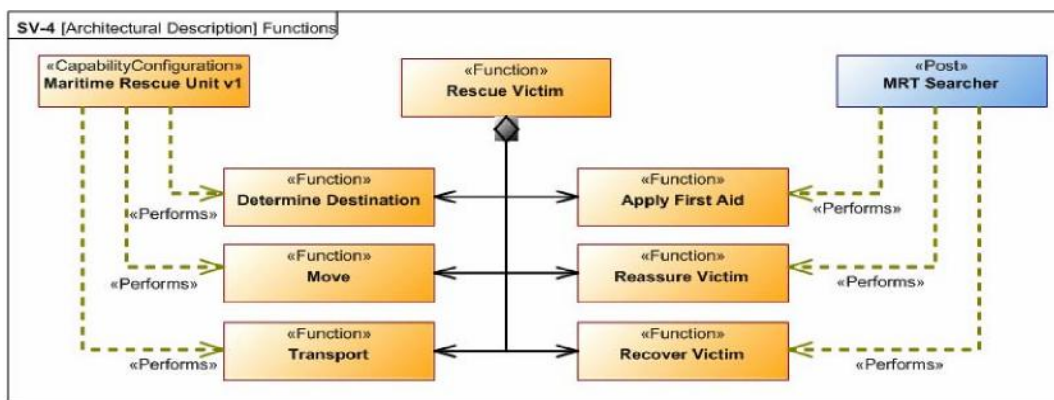 SV-4 [Architectural Description] Functions
«CapabilityConfiguration»
Maritime Rescue Unit v1
«Function»
Rescue Victim
«Post»
MRT Searcher
«Function»
Determine Destination
«Function»
Apply First Aid
«Performs»
«Performs»
«Function»
Move
«Function»
Reassure Victim
«Performs»
«Performs»
«Function»
Transport
«Function»
Recover Victim
«Performs»
«Performs»